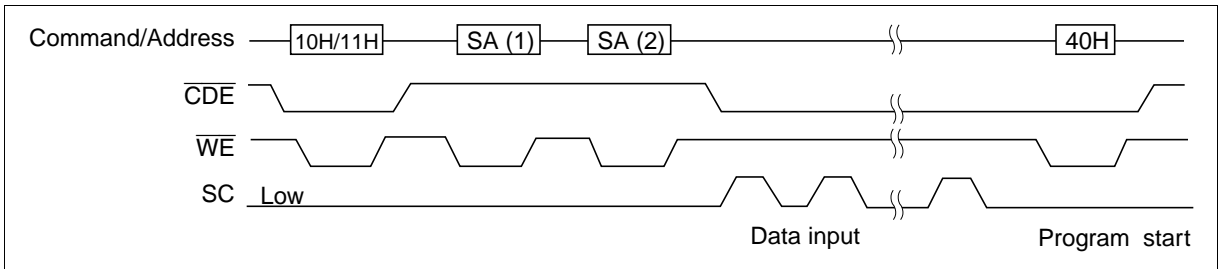 Command/Address 10H/11H SA (1) SA (2) 40H
CDE
WE
SC Low
Data input Program start